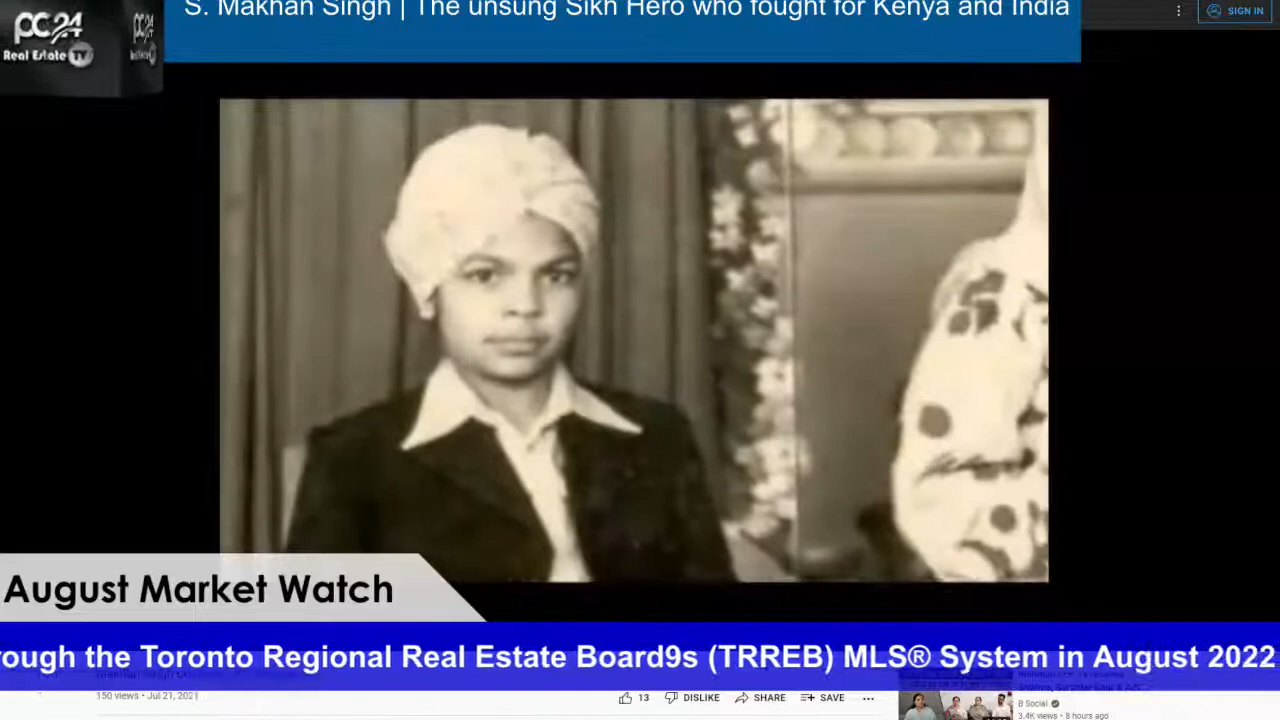 S. Makhan Singh | The unsung Sikh Hero who fought for Kenya and India
SIGN IN
PC24
Real Estate TV
August Market Watch
rough the Toronto Regional Real Estate Board9s (TRREB) MLS® System in August 2022
150 views • Jul 21, 2021
13
DISLIKE
SHARE
SAVE
B Social
3.4K views • 8 hours ago